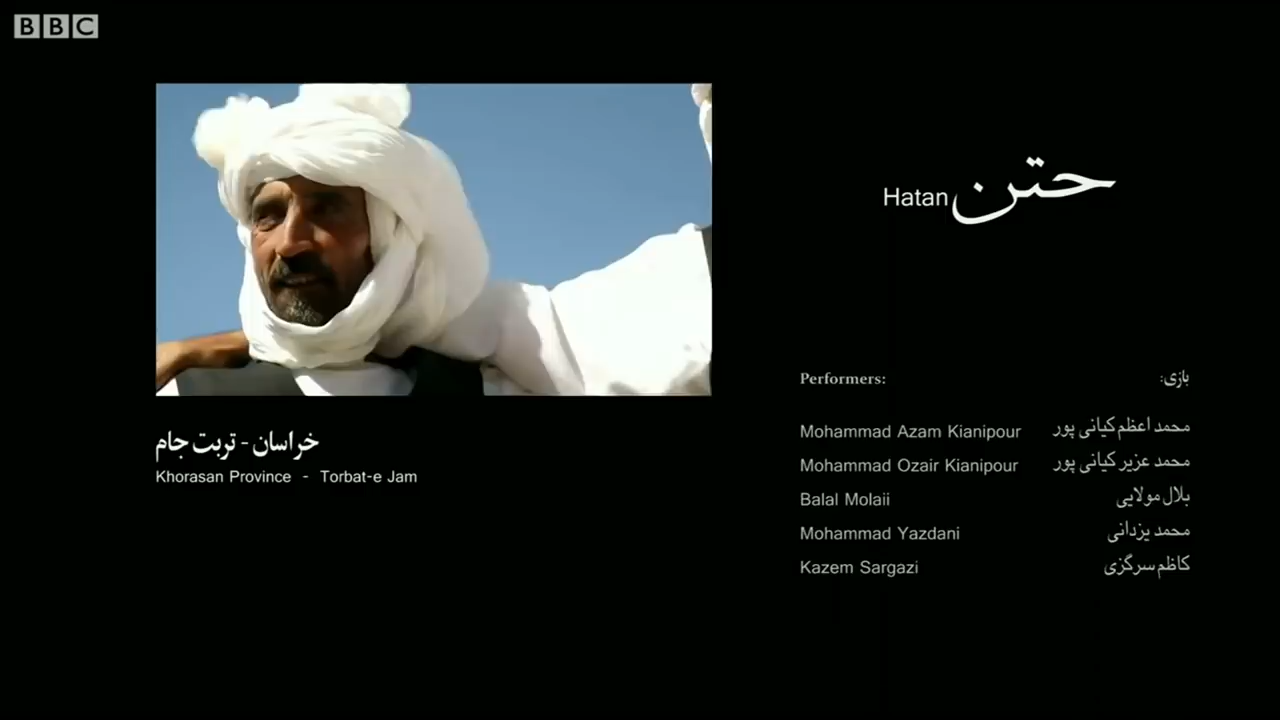 BBC
Hatan حتن
خراسان - تربت جام
Khorasan Province - Torbat-e Jam
Performers: بازی:
Mohammad Azam Kianipour محمد اعظم کیانی پور
Mohammad Ozair Kianipour محمد عزیر کیانی پور
Balal Molaii بلال مولایی
Mohammad Yazdani محمد یزدانی
Kazem Sargazi کاظم سرگزی